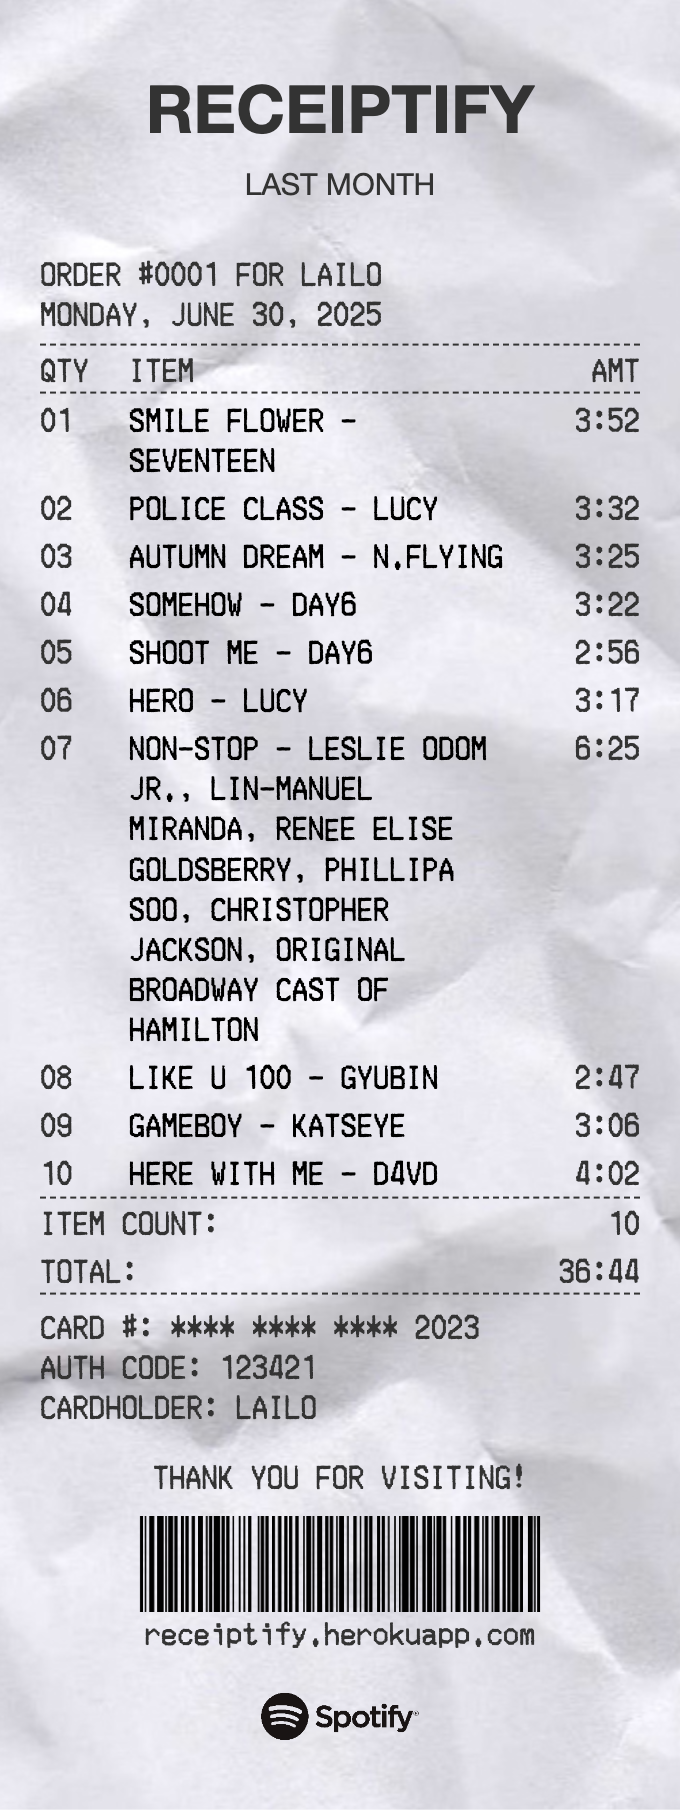 RECEIPTIFY
LAST MONTH
ORDER #0001 FOR LAILO
MONDAY, JUNE 30, 2025
QTY ITEM AMT
01 SMILE FLOWER - 3:52
SEVENTEEN
02 POLICE CLASS - LUCY 3:32
03 AUTUMN DREAM - N.FLYING 3:25
04 SOMEHOW - DAY6 3:22
05 SHOOT ME - DAY6 2:56
06 HERO - LUCY 3:17
07 NON-STOP - LESLIE ODOM 6:25
JR., LIN-MANUEL
MIRANDA, RENEE ELISE
GOLDSBERRY, PHILLIPA
SOO, CHRISTOPHER
JACKSON, ORIGINAL
BROADWAY CAST OF
HAMILTON
08 LIKE U 100 - GYUBIN 2:47
09 GAMEBOY - KATSEYE 3:06
10 HERE WITH ME - D4VD 4:02
ITEM COUNT: 10
TOTAL: 36:44
CARD #: **** **** **** 2023
AUTH CODE: 123421
CARDHOLDER: LAILO
THANK YOU FOR VISITING!
receiptify.herokuapp.com
Spotify